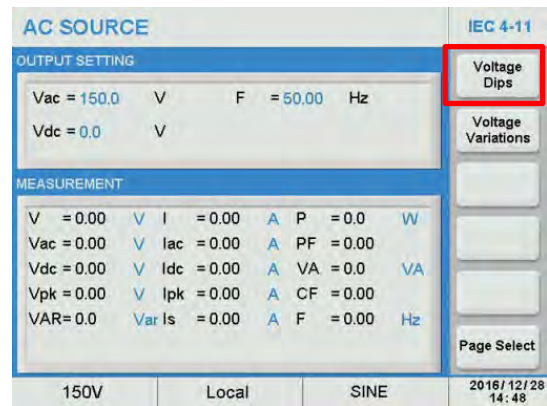 AC SOURCE
IEC 4-11
OUTPUT SETTING
Vac = 150.0 V F = 50.00 Hz
Vdc = 0.0 V
Voltage
Dips
Voltage
Variations
MEASUREMENT
V = 0.00 V I = 0.00 A P = 0.0 W
Vac = 0.00 V Iac = 0.00 A PF = 0.00
Vdc = 0.00 V Idc = 0.00 A VA = 0.0 VA
Vpk = 0.00 V Ipk = 0.00 A CF = 0.00
VAR= 0.0 Var Is = 0.00 A F = 0.00 Hz
Page Select
150V Local SINE
2016/12/28
14:48